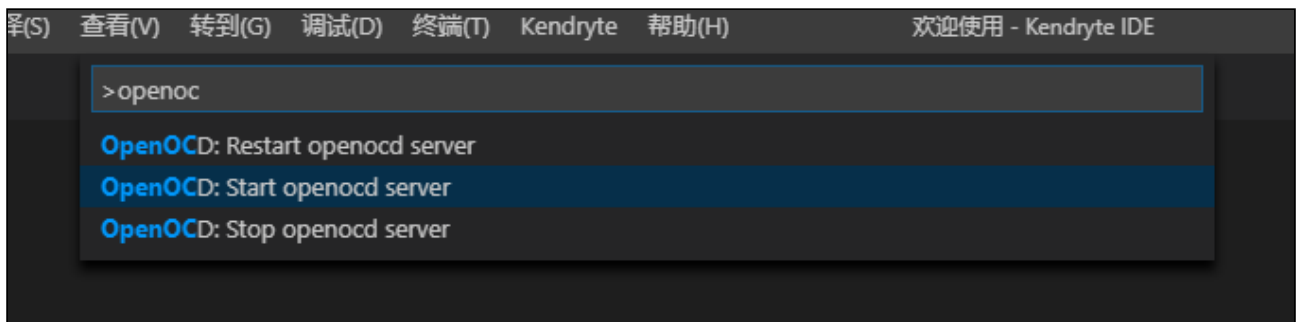 择(S) 查看(V) 转到(G) 调试(D) 终端(T) Kendryte 帮助(H) 欢迎使用 - Kendryte IDE
>openoc
OpenOCD: Restart openocd server
OpenOCD: Start openocd server
OpenOCD: Stop openocd server